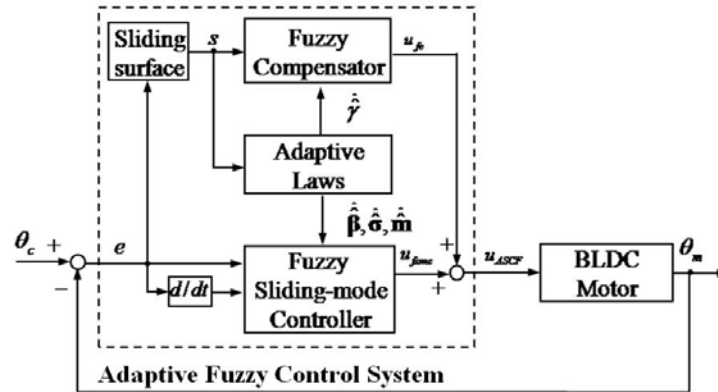 Sliding
surface
s
Fuzzy
Compensator
u_fe
γ̂̇
Adaptive
Laws
β̂̇, σ̂̇, m̂̇
θ_c
+
−
e
d/dt
Fuzzy
Sliding-mode
Controller
u_fsmc
+
+
u_ASCF
BLDC
Motor
θ_m
Adaptive Fuzzy Control System